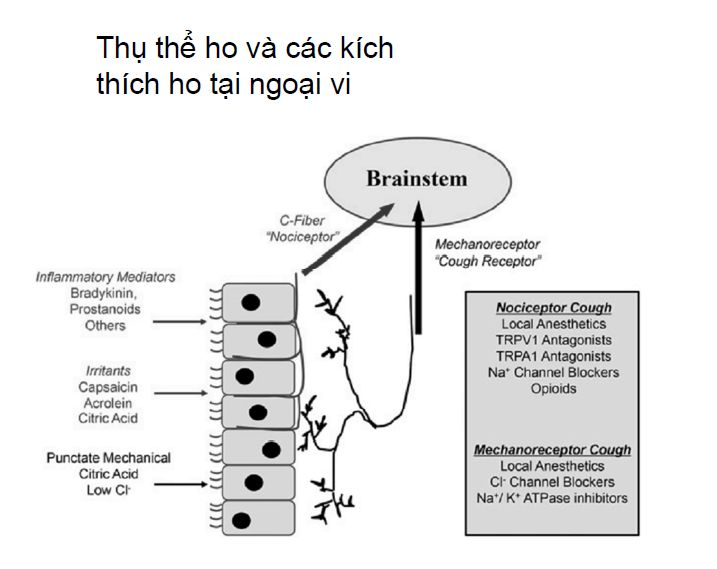 Thụ thể ho và các kích
thích ho tại ngoại vi
Brainstem
C-Fiber
"Nociceptor"
Mechanoreceptor
"Cough Receptor"
Inflammatory Mediators
Bradykinin,
Prostanoids
Others
Irritants
Capsaicin
Acrolein
Citric Acid
Punctate Mechanical
Citric Acid
Low Cl⁻
Nociceptor Cough
Local Anesthetics
TRPV1 Antagonists
TRPA1 Antagonists
Na⁺ Channel Blockers
Opioids
Mechanoreceptor Cough
Local Anesthetics
Cl⁻ Channel Blockers
Na⁺/ K⁺ ATPase inhibitors